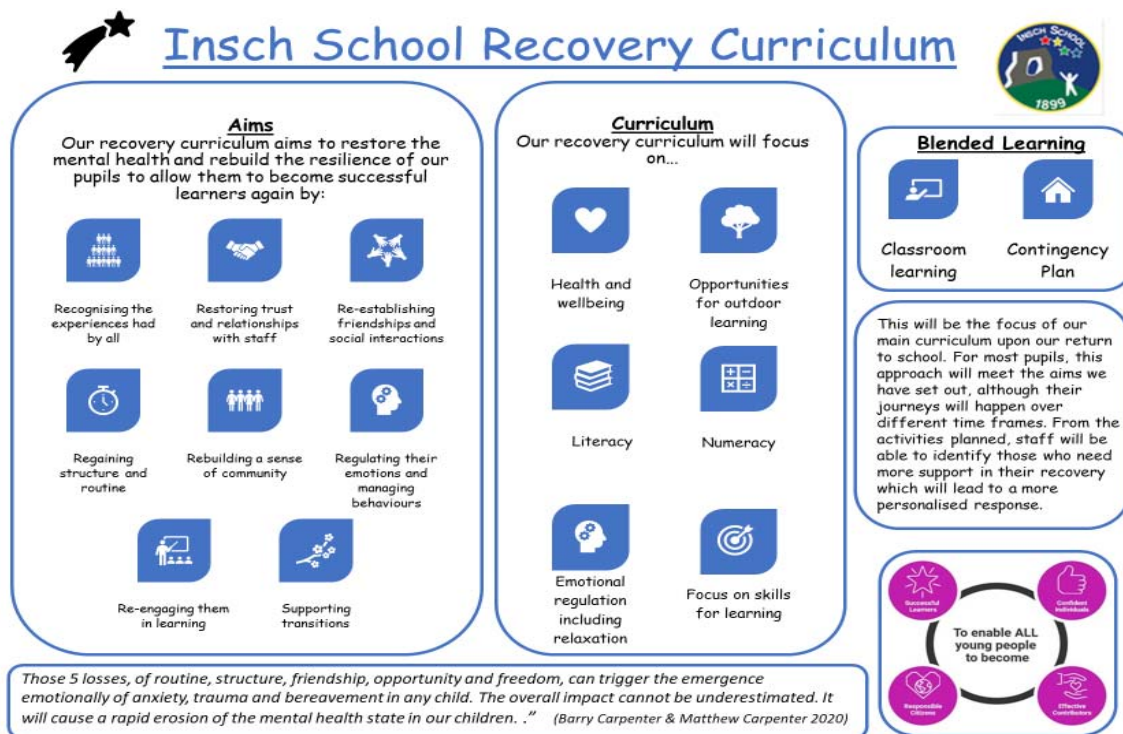 Insch School Recovery Curriculum
INSCH SCHOOL
1899
Aims
Our recovery curriculum aims to restore the
mental health and rebuild the resilience of our
pupils to allow them to become successful
learners again by:
Recognising the
experiences had
by all
Restoring trust
and relationships
with staff
Re-establishing
friendships and
social interactions
Regaining
structure and
routine
Rebuilding a sense
of community
Regulating their
emotions and
managing
behaviours
Re-engaging them
in learning
Supporting
transitions
Curriculum
Our recovery curriculum will focus
on...
Health and
wellbeing
Opportunities
for outdoor
learning
Literacy
Numeracy
Emotional
regulation
including
relaxation
Focus on skills
for learning
Blended Learning
Classroom
learning
Contingency
Plan
This will be the focus of our
main curriculum upon our return
to school. For most pupils, this
approach will meet the aims we
have set out, although their
journeys will happen over
different time frames. From the
activities planned, staff will be
able to identify those who need
more support in their recovery
which will lead to a more
personalised response.
Successful
Learners
Confident
Individuals
To enable ALL
young people
to become
Responsible
Citizens
Effective
Contributors
Those 5 losses, of routine, structure, friendship, opportunity and freedom, can trigger the emergence
emotionally of anxiety, trauma and bereavement in any child. The overall impact cannot be underestimated. It
will cause a rapid erosion of the mental health state in our children. ." (Barry Carpenter & Matthew Carpenter 2020)